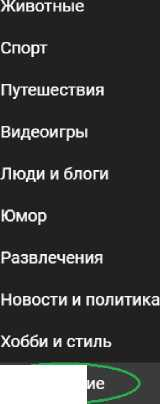 Животные
Спорт
Путешествия
Видеоигры
Люди и блоги
Юмор
Развлечения
Новости и политика
Хобби и стиль